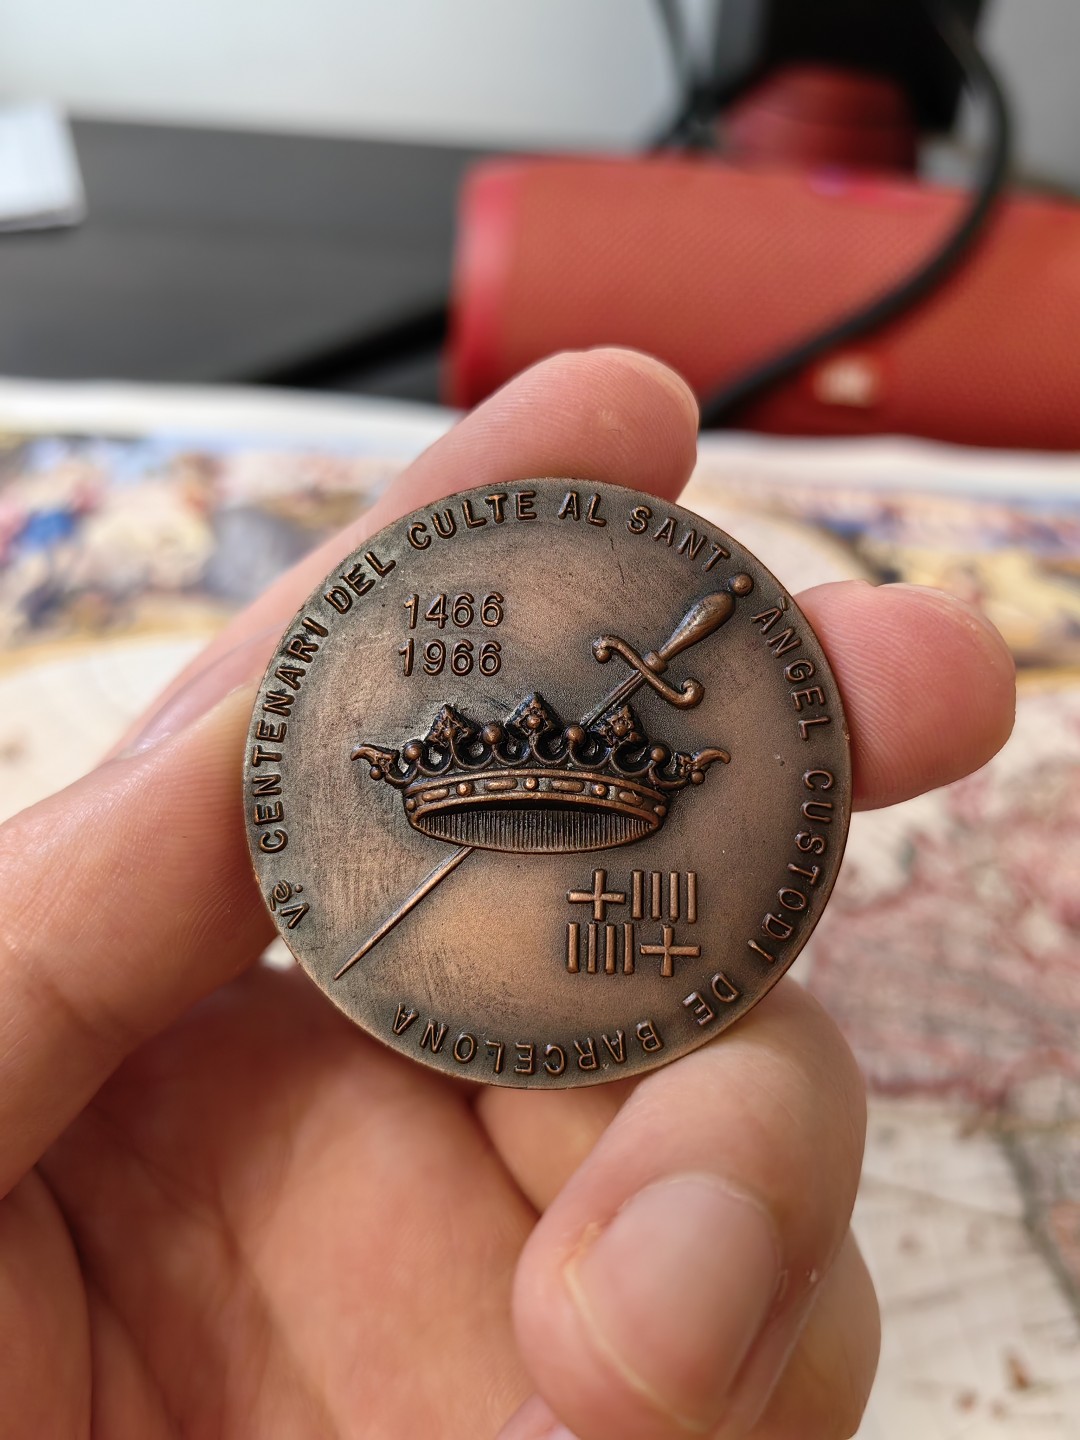 Vè CENTENARI DEL CULTE AL SANT ÀNGEL CUSTODI DE BARCELONA
1466
1966